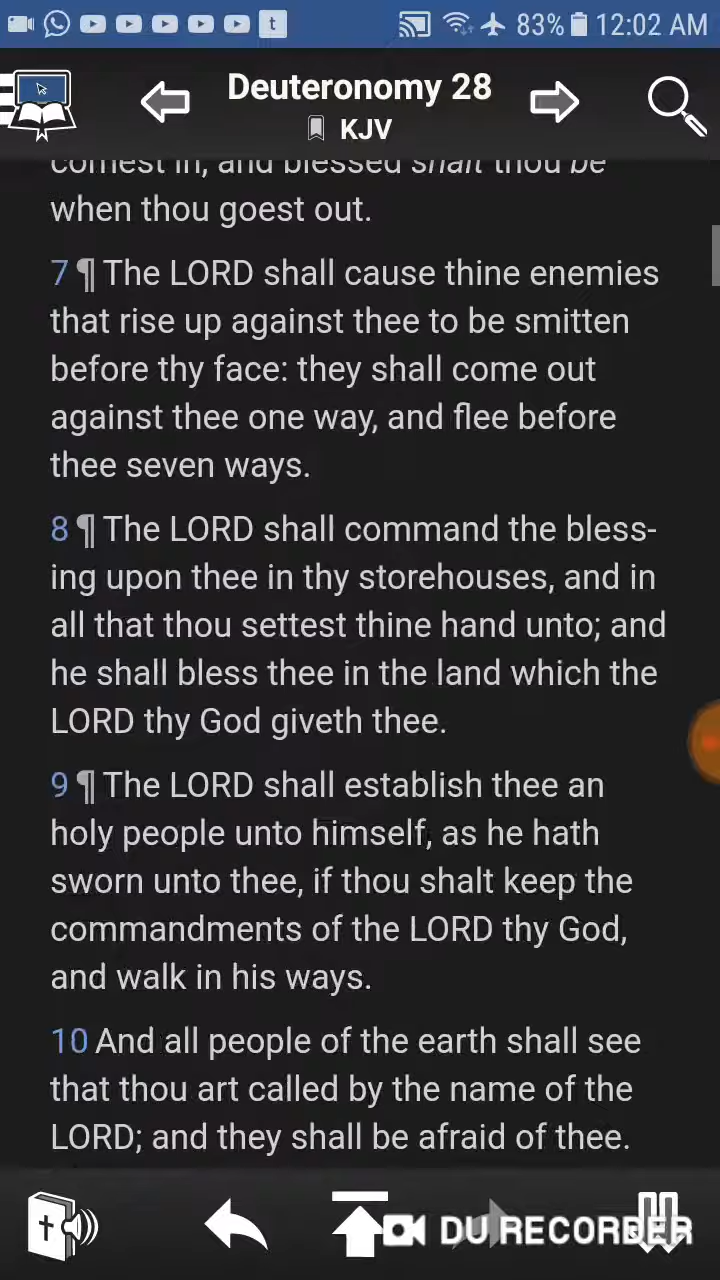 t 83% 12:02 AM
Deuteronomy 28
KJV
comest in, and blessed shalt thou be
when thou goest out.
7 ¶ The LORD shall cause thine enemies
that rise up against thee to be smitten
before thy face: they shall come out
against thee one way, and flee before
thee seven ways.
8 ¶ The LORD shall command the bless-
ing upon thee in thy storehouses, and in
all that thou settest thine hand unto; and
he shall bless thee in the land which the
LORD thy God giveth thee.
9 ¶ The LORD shall establish thee an
holy people unto himself, as he hath
sworn unto thee, if thou shalt keep the
commandments of the LORD thy God,
and walk in his ways.
10 And all people of the earth shall see
that thou art called by the name of the
LORD; and they shall be afraid of thee.
DU RECORDER